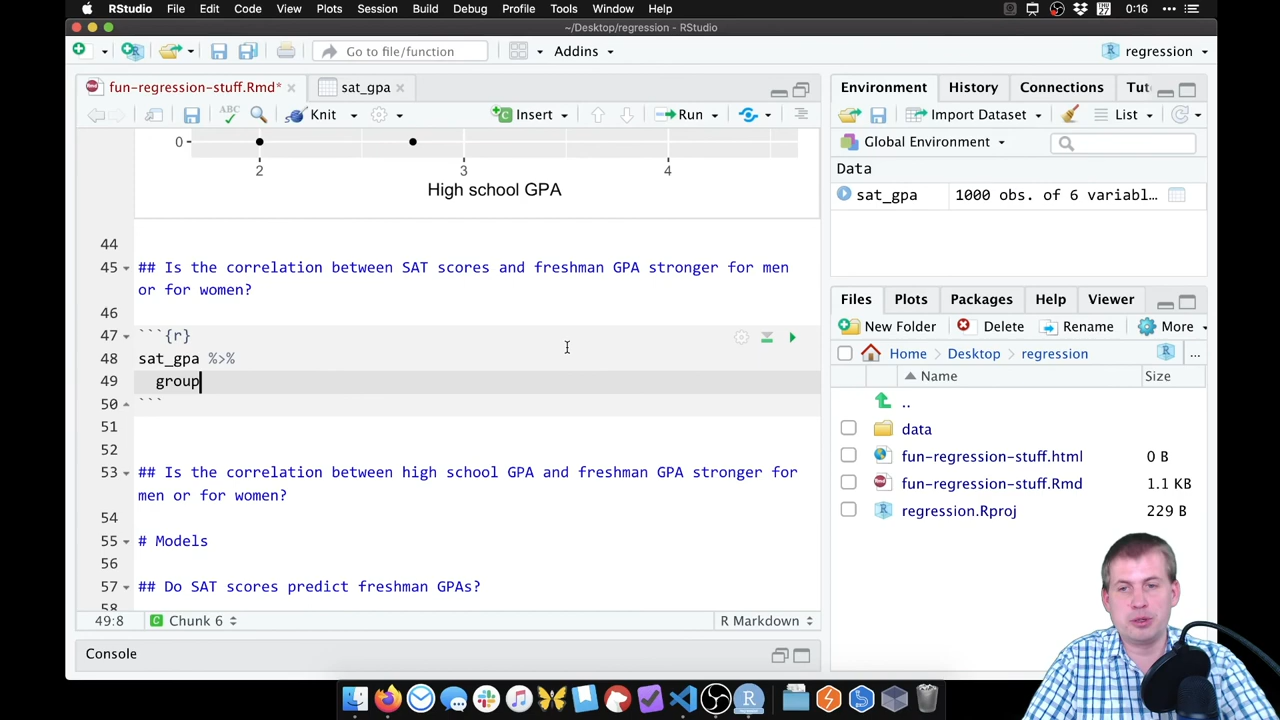 RStudio File Edit Code View Plots Session Build Debug Profile Tools Window Help THU 27 0:16
~/Desktop/regression - RStudio
Go to file/function Addins regression
fun-regression-stuff.Rmd* sat_gpa
ABC Knit Insert Run
0
2 3 4
High school GPA
44
45 ## Is the correlation between SAT scores and freshman GPA stronger for men
or for women?
46
47 ```{r}
48 sat_gpa %>%
49 group
50 ```
51
52
53 ## Is the correlation between high school GPA and freshman GPA stronger for
men or for women?
54
55 # Models
56
57 ## Do SAT scores predict freshman GPAs?
58
49:8 C Chunk 6 R Markdown
Console
Environment History Connections Tut
Import Dataset List
R Global Environment
Data
sat_gpa 1000 obs. of 6 variabl…
Files Plots Packages Help Viewer
New Folder Delete Rename More
Home Desktop regression R ...
Name Size
..
data
fun-regression-stuff.html 0 B
fun-regression-stuff.Rmd 1.1 KB
regression.Rproj 229 B